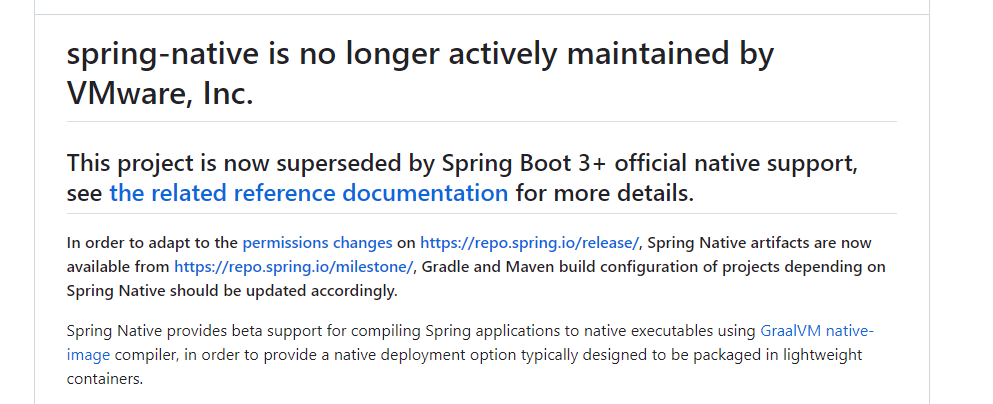 spring-native is no longer actively maintained by
VMware, Inc.
This project is now superseded by Spring Boot 3+ official native support,
see the related reference documentation for more details.
In order to adapt to the permissions changes on https://repo.spring.io/release/, Spring Native artifacts are now
available from https://repo.spring.io/milestone/, Gradle and Maven build configuration of projects depending on
Spring Native should be updated accordingly.
Spring Native provides beta support for compiling Spring applications to native executables using GraalVM native-
image compiler, in order to provide a native deployment option typically designed to be packaged in lightweight
containers.